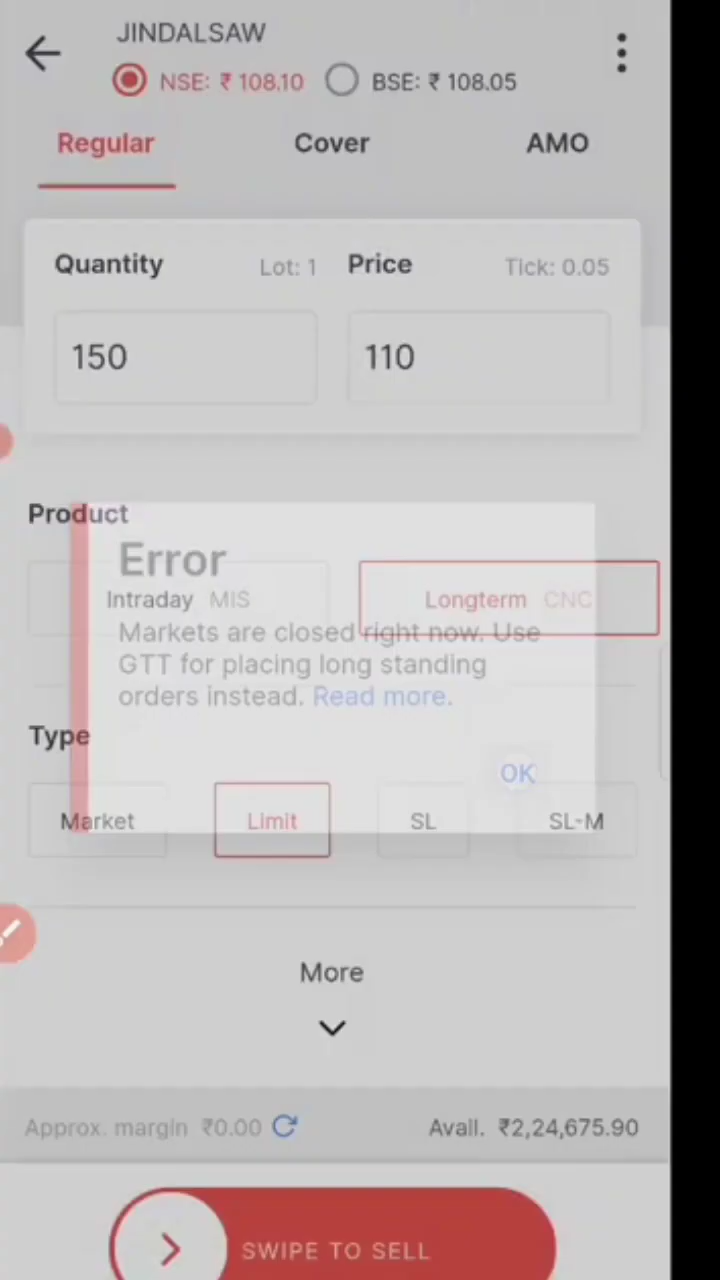 JINDALSAW
NSE: ₹ 108.10 BSE: ₹ 108.05
Regular Cover AMO
Quantity Lot: 1 Price Tick: 0.05
150 110
Product
Error
Intraday MIS Longterm CNC
Markets are closed right now. Use
GTT for placing long standing
orders instead. Read more.
Type
OK
Market Limit SL SL-M
More
Approx. margin ₹0.00 Avail. ₹2,24,675.90
SWIPE TO SELL